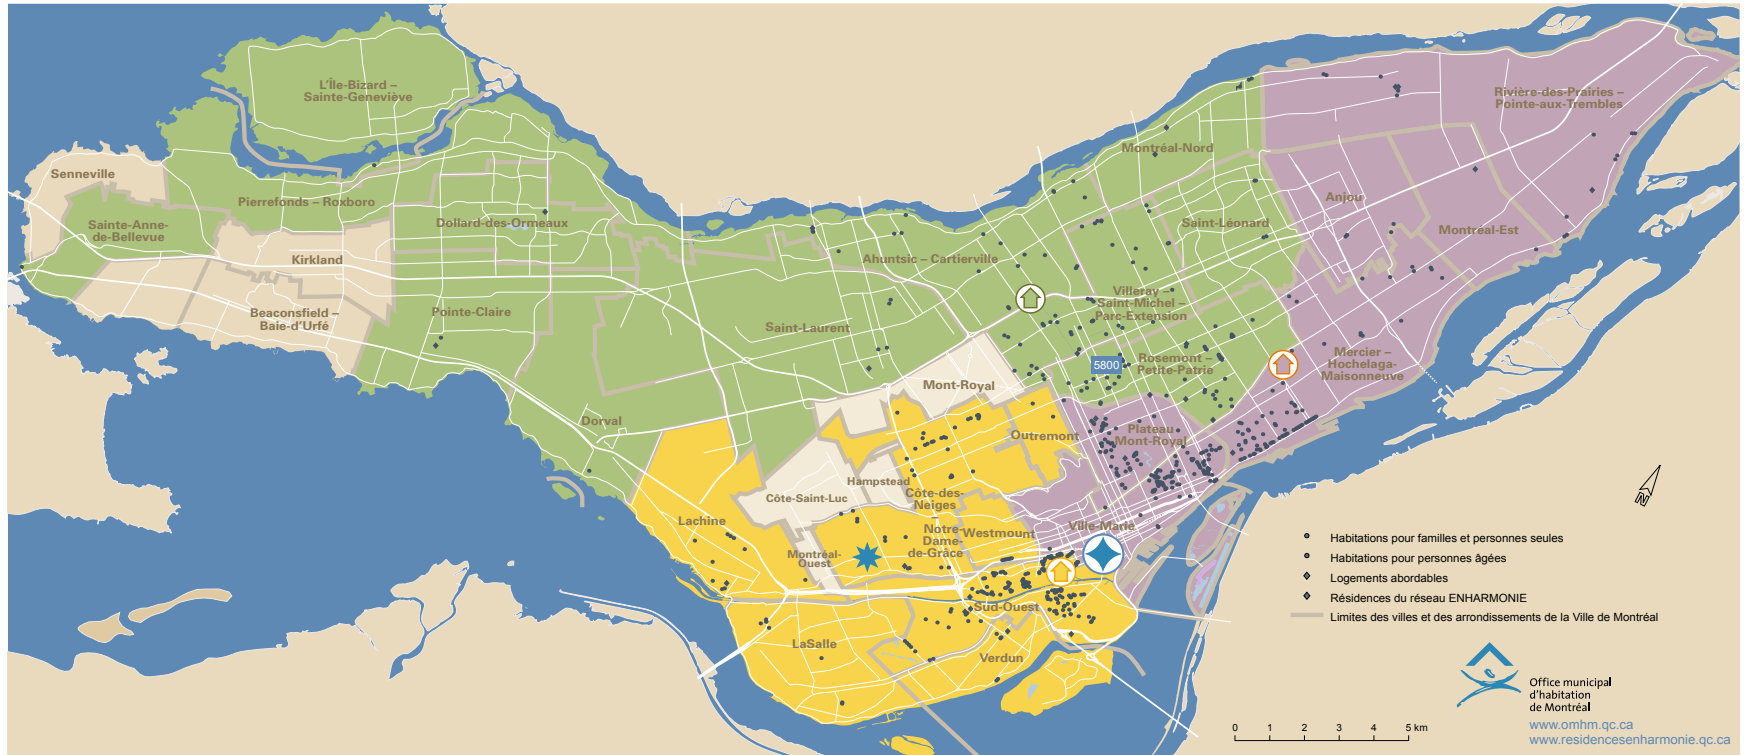 L'Île-Bizard –
Sainte-Geneviève
Rivière-des-Prairies –
Pointe-aux-Trembles
Montréal-Nord
Senneville
Pierrefonds – Roxboro
Anjou
Sainte-Anne-
de-Bellevue
Dollard-des-Ormeaux
Saint-Léonard
Montréal-Est
Kirkland
Ahuntsic – Cartierville
Villeray –
Saint-Michel –
Parc-Extension
Beaconsfield –
Baie-d'Urfé
Pointe-Claire
Saint-Laurent
5800
Rosemont –
Petite-Patrie
Mercier –
Hochelaga-
Maisonneuve
Mont-Royal
Dorval
Outremont
Plateau
Mont-Royal
Hampstead
Côte-Saint-Luc
Côte-des-
Neiges
–
Notre-
Dame-
de-Grâce
Lachine
Westmount
Ville-Marie
Montréal-
Ouest
Sud-Ouest
LaSalle
Verdun
N
Habitations pour familles et personnes seules
Habitations pour personnes âgées
Logements abordables
Résidences du réseau ENHARMONIE
Limites des villes et des arrondissements de la Ville de Montréal
Office municipal
d'habitation
de Montréal
www.omhm.qc.ca
www.residencesenharmonie.qc.ca
0 1 2 3 4 5 km